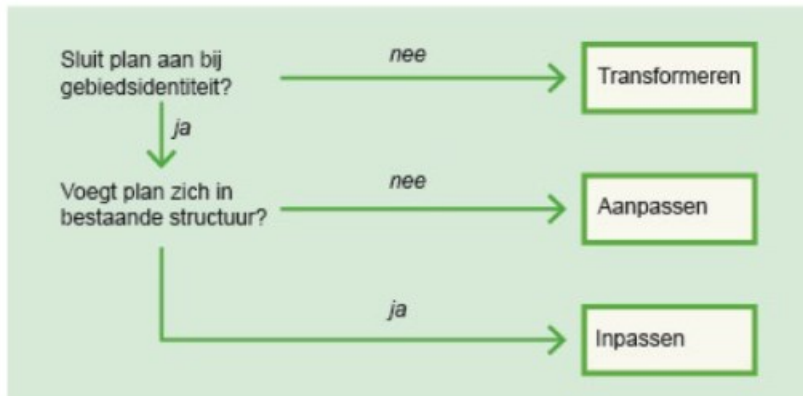 Sluit plan aan bij
gebiedsidentiteit?
nee
Transformeren
ja
Voegt plan zich in
bestaande structuur?
nee
Aanpassen
ja
Inpassen